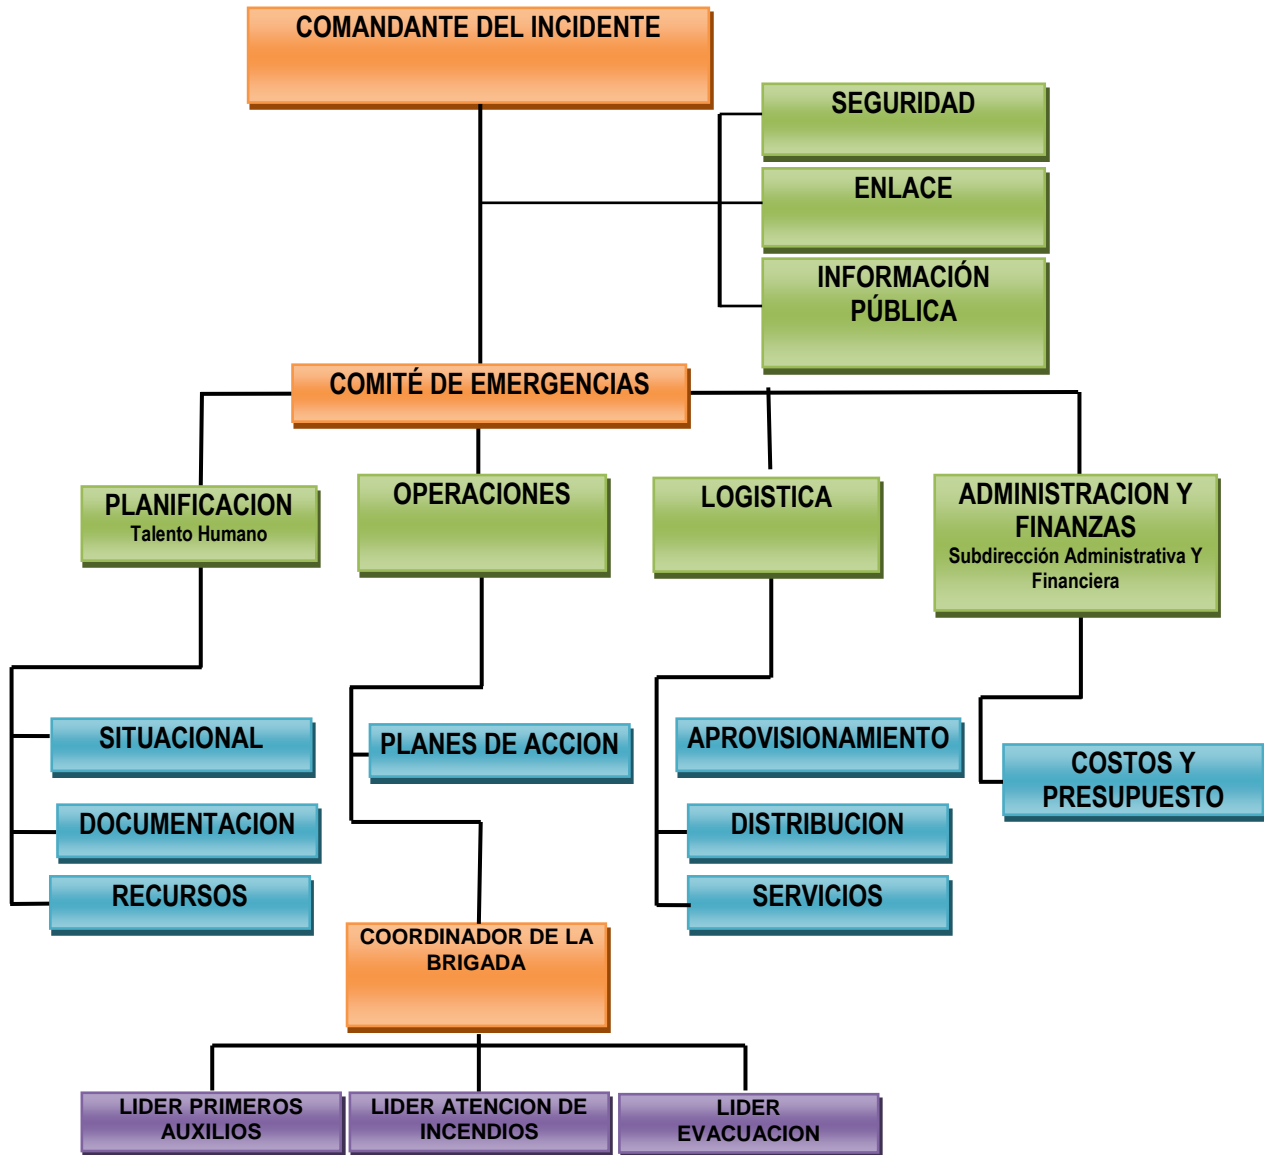 COMANDANTE DEL INCIDENTE
SEGURIDAD
ENLACE
INFORMACIÓN
PÚBLICA
COMITÉ DE EMERGENCIAS
PLANIFICACION
Talento Humano
OPERACIONES
LOGISTICA
ADMINISTRACION Y
FINANZAS
Subdirección Administrativa Y
Financiera
SITUACIONAL
DOCUMENTACION
RECURSOS
PLANES DE ACCION
APROVISIONAMIENTO
DISTRIBUCION
SERVICIOS
COSTOS Y
PRESUPUESTO
COORDINADOR DE LA
BRIGADA
LIDER PRIMEROS
AUXILIOS
LIDER ATENCION DE
INCENDIOS
LIDER
EVACUACION